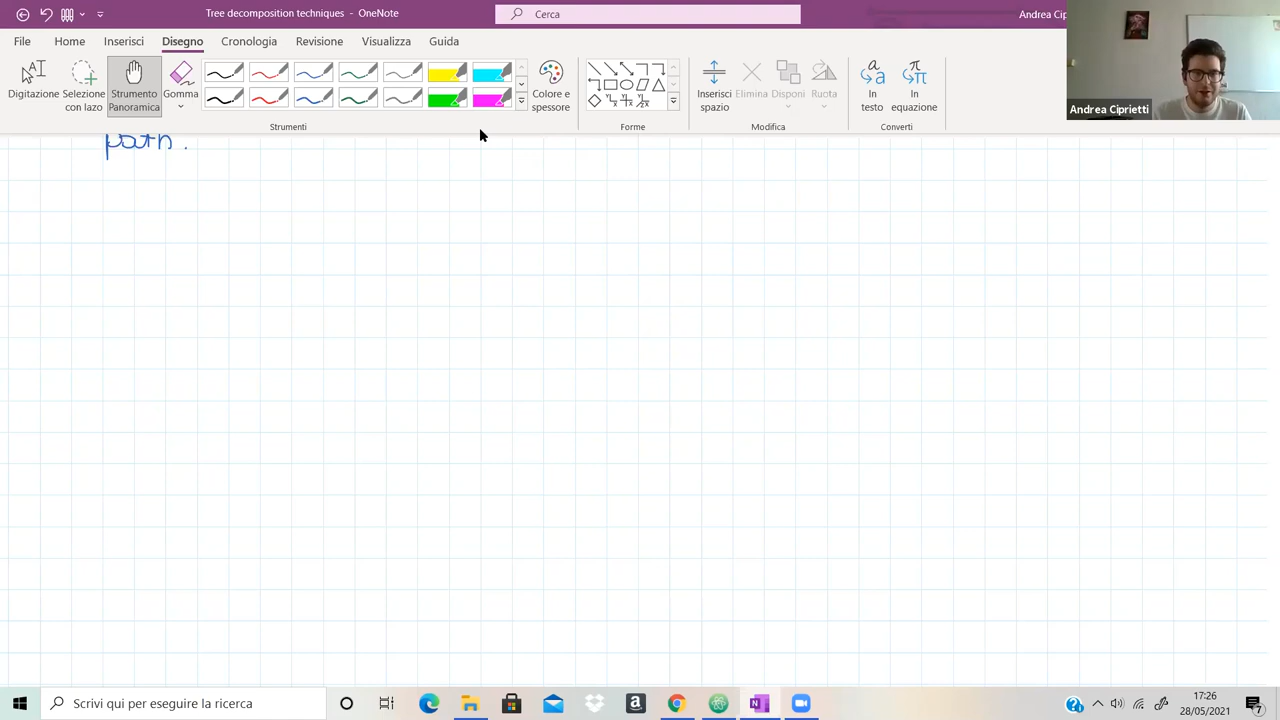 Tree decomposition techniques - OneNote
Cerca
Andrea Cip
File
Home
Inserisci
Disegno
Cronologia
Revisione
Visualizza
Guida
Digitazione
Selezione
con lazo
Strumento
Panoramica
Gomma
Colore e
spessore
Inserisci
spazio
Elimina
Disponi
Ruota
In
testo
In
equazione
Strumenti
Forme
Modifica
Converti
Andrea Ciprietti
path.
Scrivi qui per eseguire la ricerca
17:26
28/05/2021
7